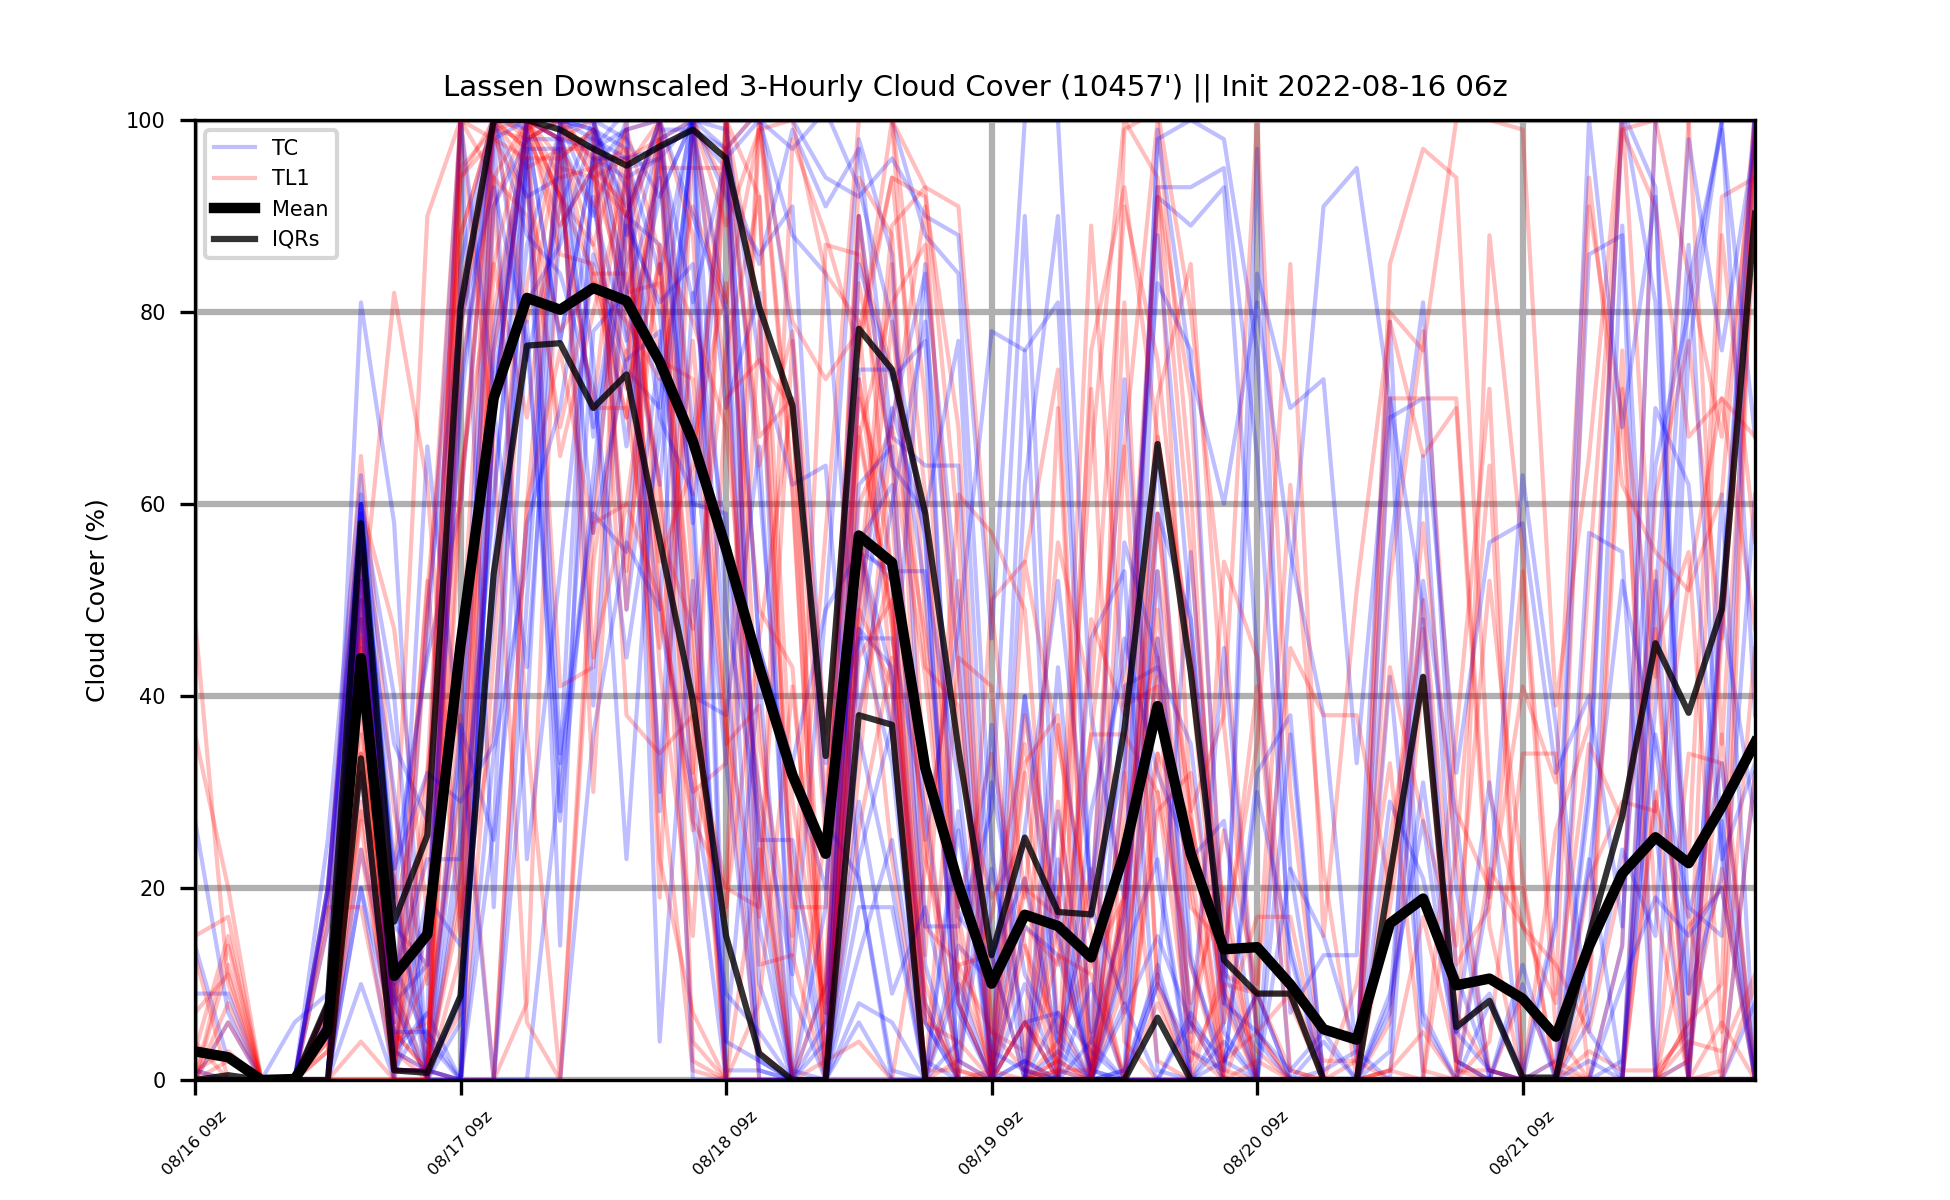 Lassen Downscaled 3-Hourly Cloud Cover (10457') || Init 2022-08-16 06z
100
80
60
40
20
0
Cloud Cover (%)
TC
TL1
Mean
IQRs
08/16 09z
08/17 09z
08/18 09z
08/19 09z
08/20 09z
08/21 09z